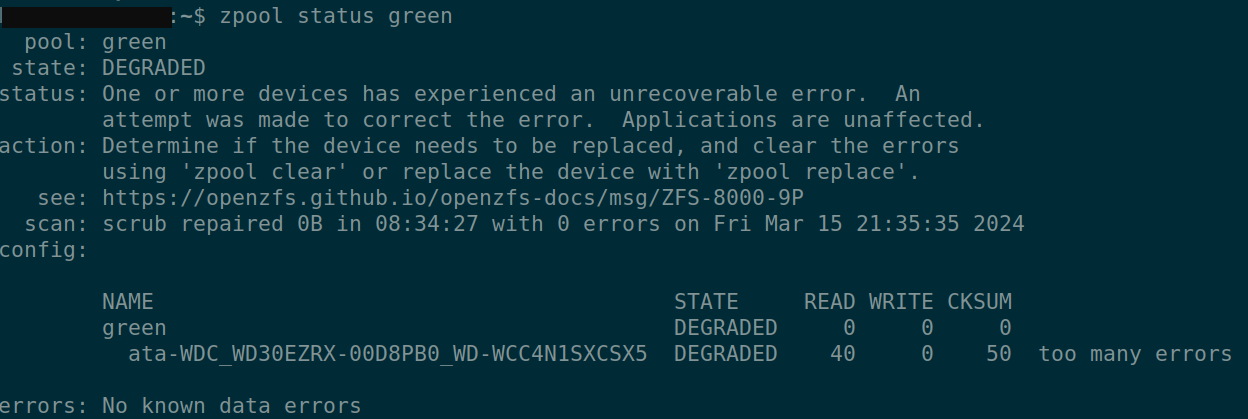 :~$ zpool status green
pool: green
state: DEGRADED
status: One or more devices has experienced an unrecoverable error.  An
attempt was made to correct the error.  Applications are unaffected.
action: Determine if the device needs to be replaced, and clear the errors
using 'zpool clear' or replace the device with 'zpool replace'.
see: https://openzfs.github.io/openzfs-docs/msg/ZFS-8000-9P
scan: scrub repaired 0B in 08:34:27 with 0 errors on Fri Mar 15 21:35:35 2024
config:
NAME STATE READ WRITE CKSUM
green DEGRADED 0 0 0
ata-WDC_WD30EZRX-00D8PB0_WD-WCC4N1SXCSX5 DEGRADED 40 0 50 too many errors
errors: No known data errors